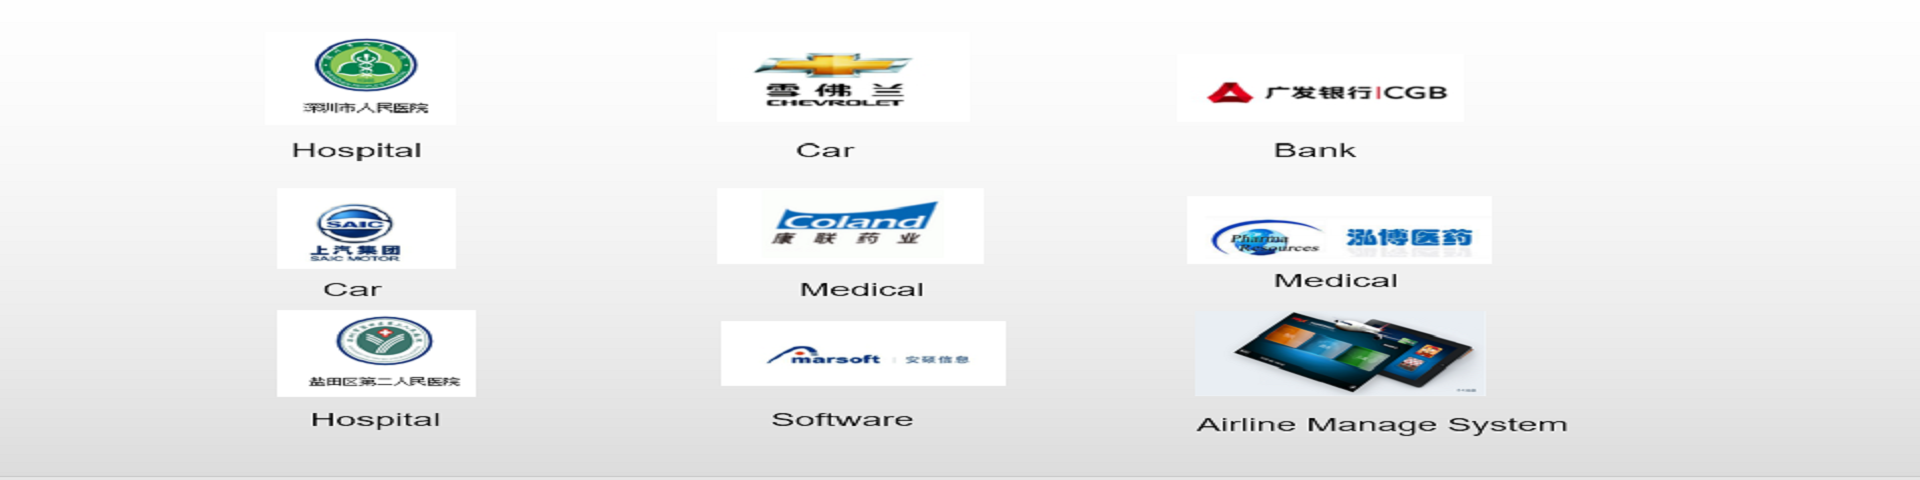 深圳市人民医院
雪佛兰
CHEVROLET
广发银行|CGB
Hospital
Car
Bank
SAIC
上汽集团
SAIC MOTOR
Coland
康联药业
Pharma
Resources
泓博医药
Car
Medical
Medical
盐田区第二人民医院
marsoft
安硕信息
Hospital
Software
Airline Manage System